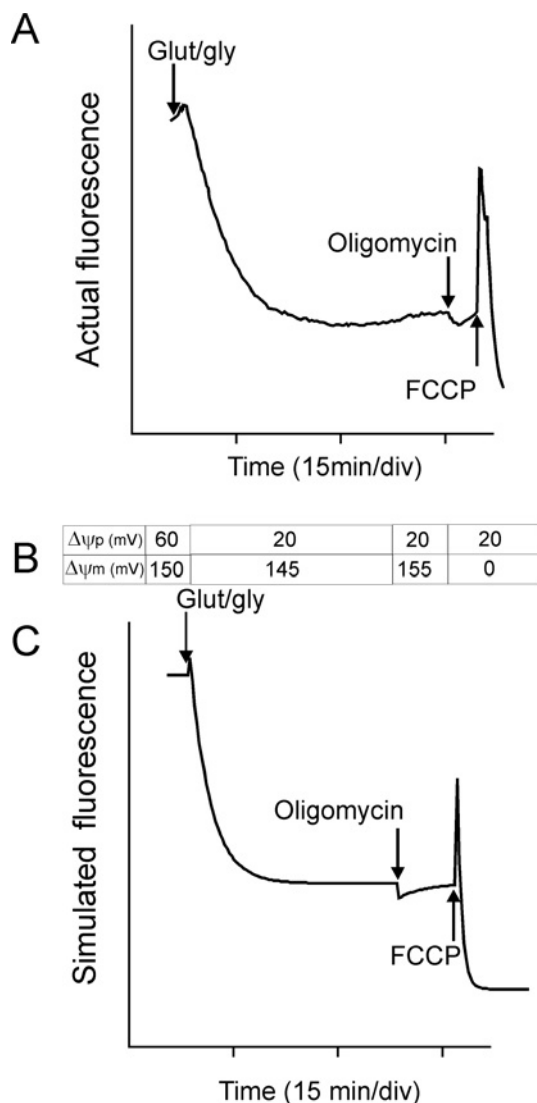 A
Glut/gly
Actual fluorescence
Oligomycin
FCCP
Time (15min/div)
B
Δψp (mV) 60 20 20 20
Δψm (mV) 150 145 155 0
C
Glut/gly
Simulated fluorescence
Oligomycin
FCCP
Time (15 min/div)